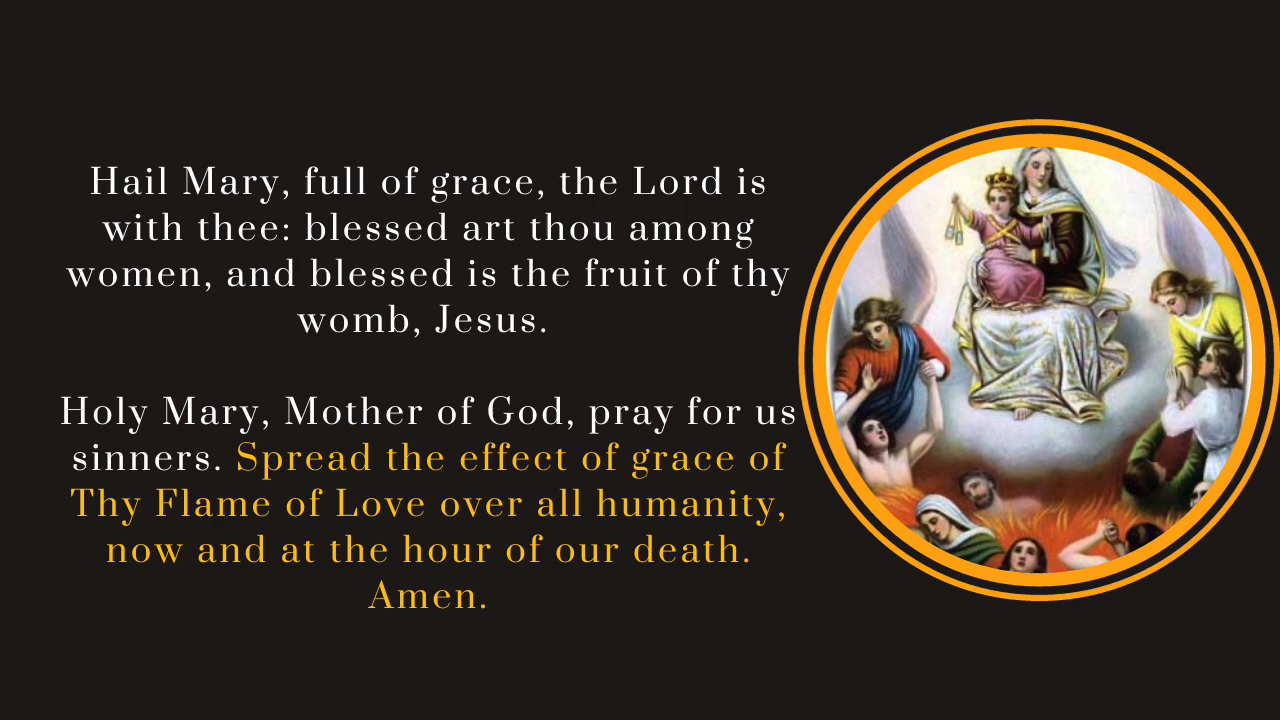 Hail Mary, full of grace, the Lord is
with thee: blessed art thou among
women, and blessed is the fruit of thy
womb, Jesus.
Holy Mary, Mother of God, pray for us
sinners. Spread the effect of grace of
Thy Flame of Love over all humanity,
now and at the hour of our death.
Amen.